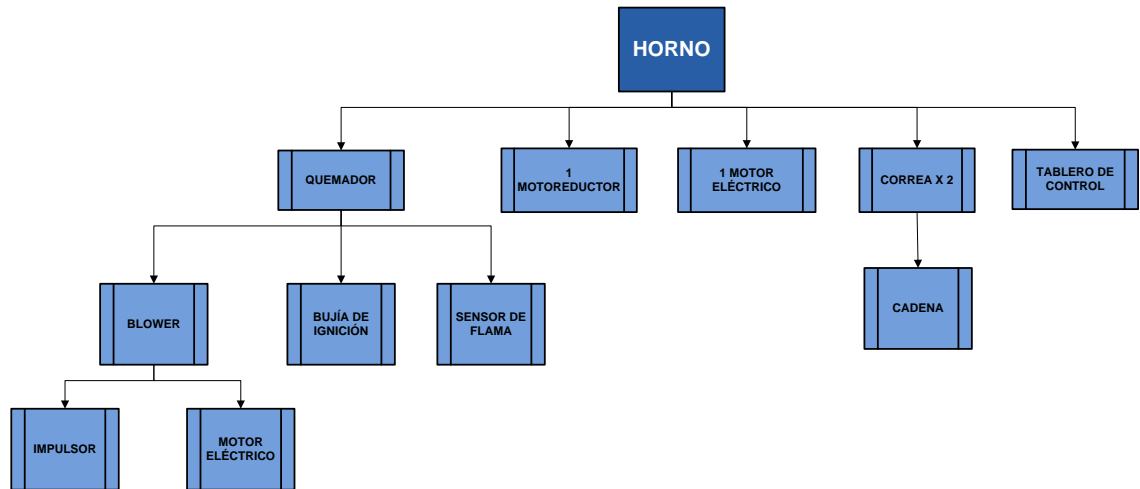 HORNO
QUEMADOR
1
MOTOREDUCTOR
1 MOTOR
ELÉCTRICO
CORREA X 2
TABLERO DE
CONTROL
BLOWER
BUJÍA DE
IGNICIÓN
SENSOR DE
FLAMA
CADENA
IMPULSOR
MOTOR
ELÉCTRICO